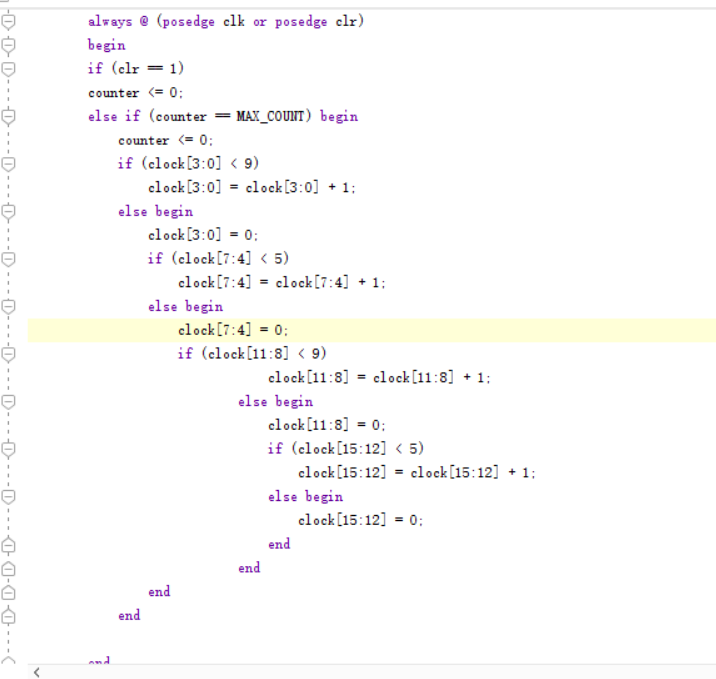 always @ (posedge clk or posedge clr)
begin
if (clr == 1)
counter <= 0;
else if (counter == MAX_COUNT) begin
counter <= 0;
if (clock[3:0] < 9)
clock[3:0] = clock[3:0] + 1;
else begin
clock[3:0] = 0;
if (clock[7:4] < 5)
clock[7:4] = clock[7:4] + 1;
else begin
clock[7:4] = 0;
if (clock[11:8] < 9)
clock[11:8] = clock[11:8] + 1;
else begin
clock[11:8] = 0;
if (clock[15:12] < 5)
clock[15:12] = clock[15:12] + 1;
else begin
clock[15:12] = 0;
end
end
end
end
end